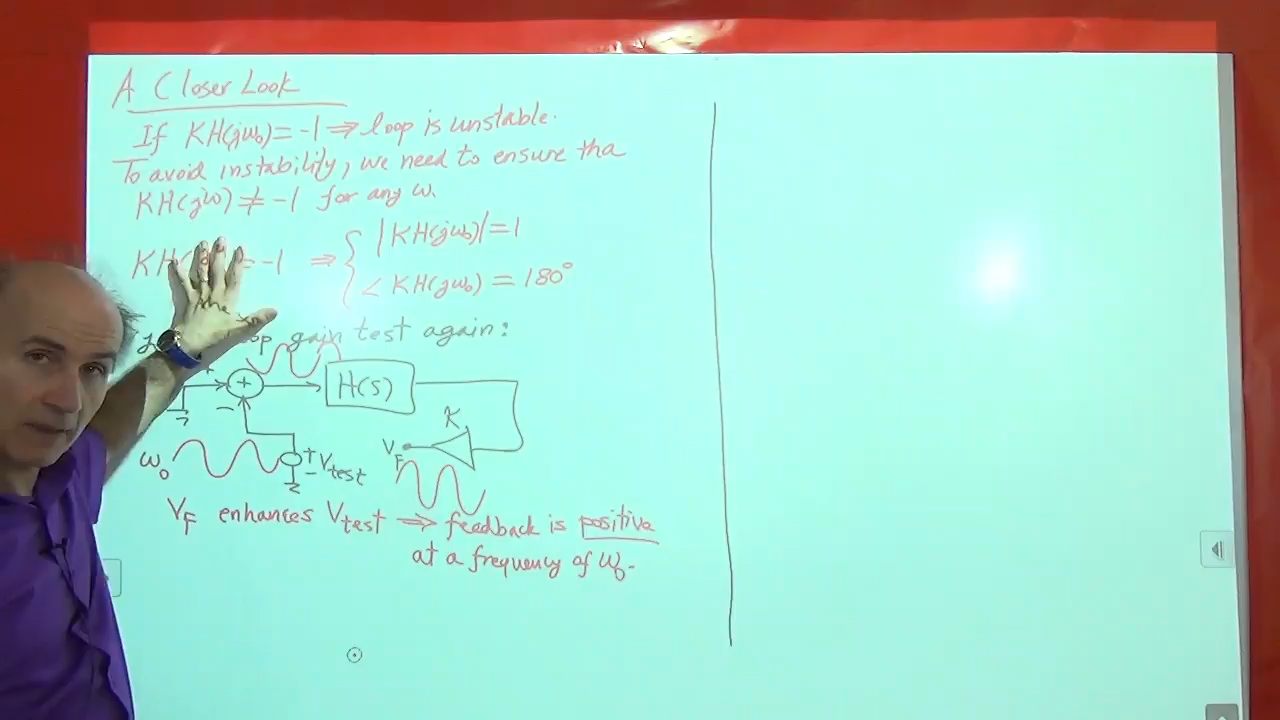 A Closer Look
If KH(jω₀) = -1 ⇒ loop is unstable.
To avoid instability, we need to ensure tha
KH(jω) ≠ -1 for any ω.
KH = -1 ⇒ { |KH(jω₀)| = 1
∠ KH(jω₀) = 180°
gain test again:
+ + H(s)
-
K
V_F
ω₀ + - V_test
V_F enhances V_test ⇒ feedback is positive
at a frequency of ω₀.